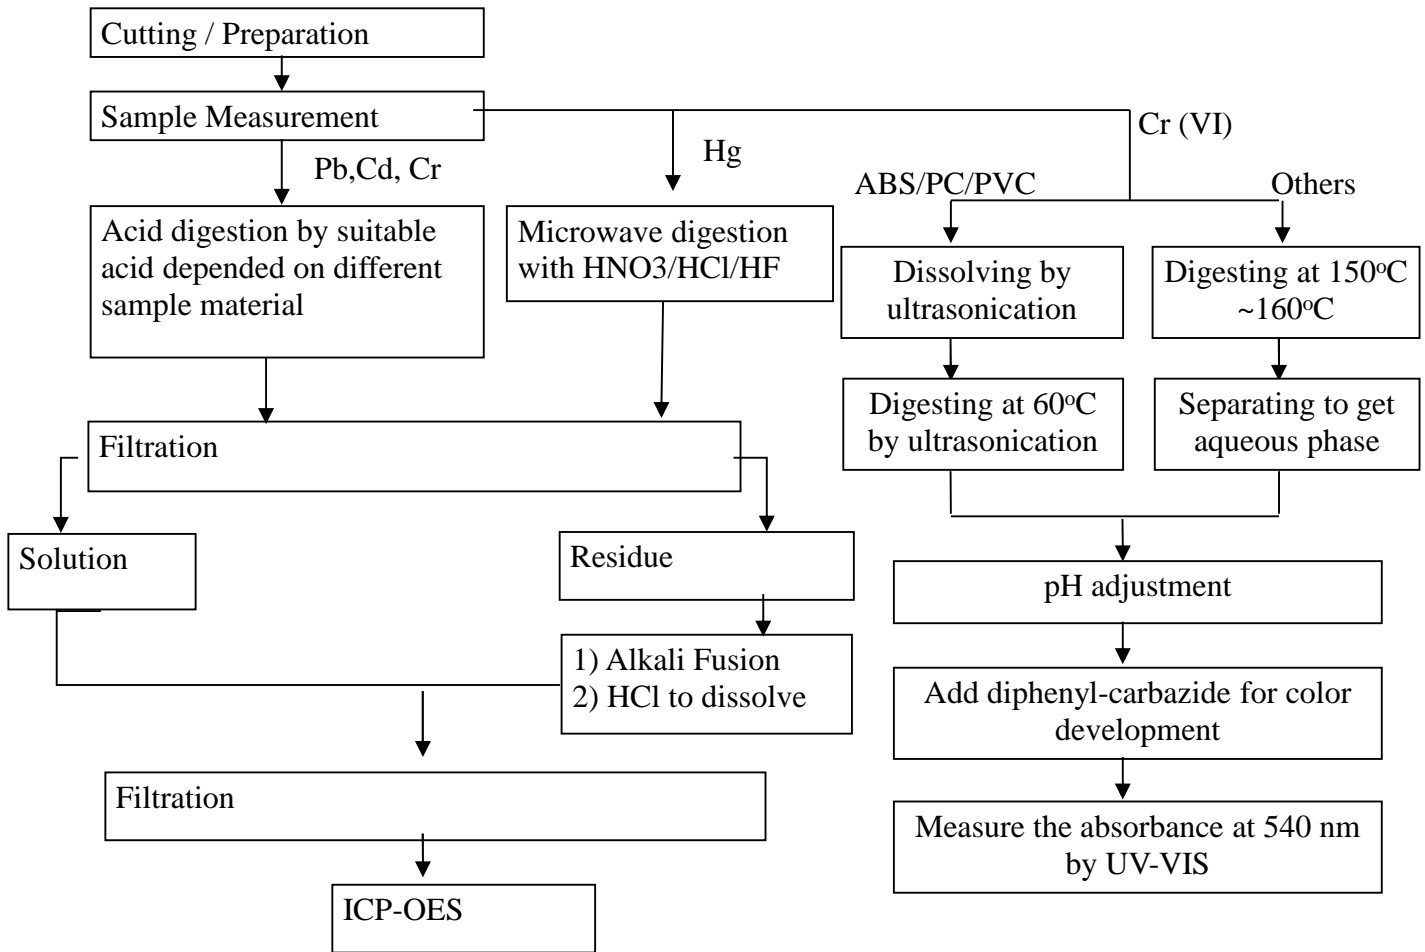 Cutting / Preparation
Sample Measurement
Pb,Cd, Cr
Hg
Cr (VI)
ABS/PC/PVC
Others
Acid digestion by suitable
acid depended on different
sample material
Microwave digestion
with HNO3/HCl/HF
Dissolving by
ultrasonication
Digesting at 150°C
~160°C
Digesting at 60°C
by ultrasonication
Separating to get
aqueous phase
Filtration
Solution
Residue
pH adjustment
1) Alkali Fusion
2) HCl to dissolve
Add diphenyl-carbazide for color
development
Filtration
Measure the absorbance at 540 nm
by UV-VIS
ICP-OES